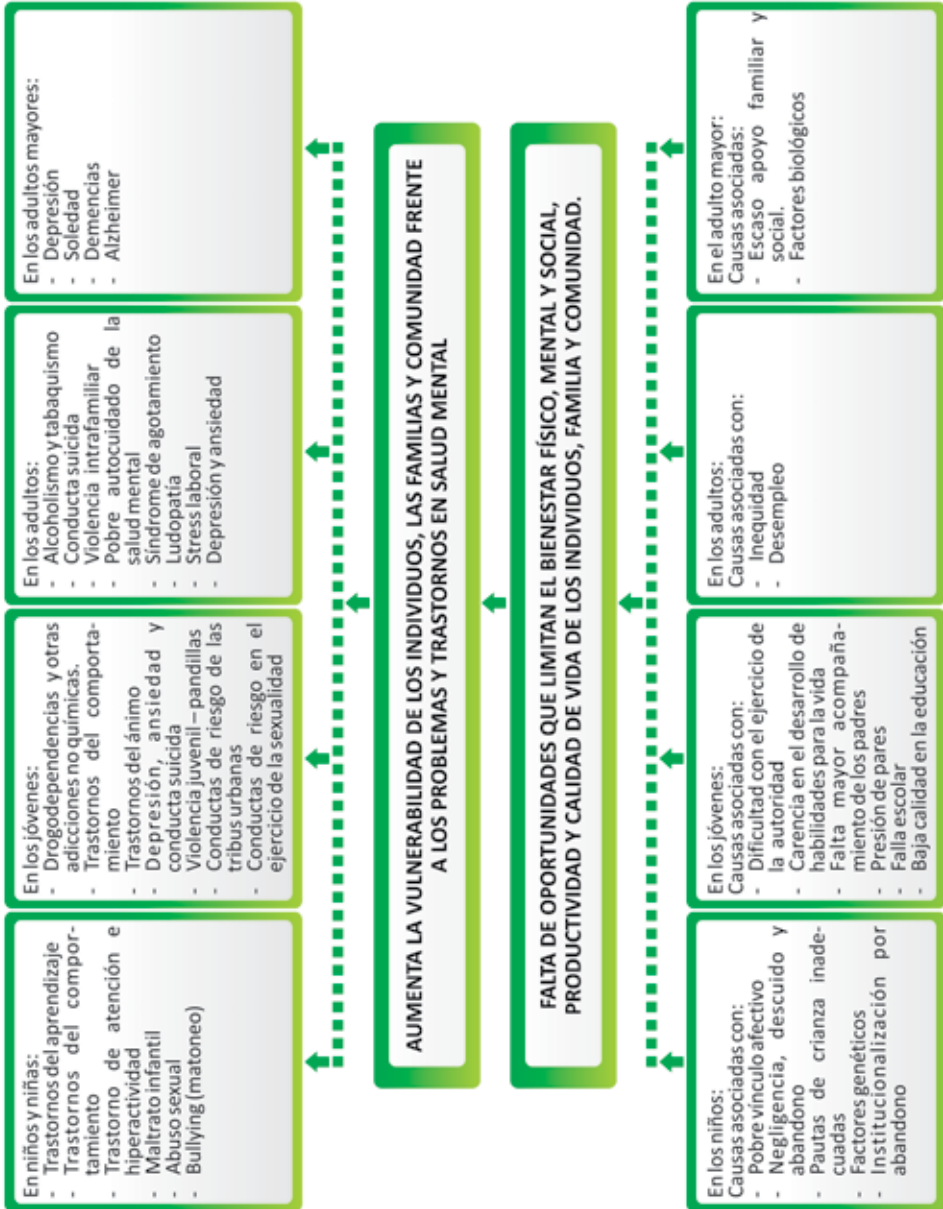 En niños y niñas:
- Trastornos del aprendizaje
- Trastornos del compor-
tamiento
- Trastorno de atención e
hiperactividad
- Maltrato infantil
- Abuso sexual
- Bullying (matoneo)
En los jóvenes:
- Drogodependencias y otras
adicciones no químicas.
- Trastornos del comporta-
miento
- Trastornos del ánimo
- Depresión, ansiedad y
conducta suicida
- Violencia juvenil – pandillas
- Conductas de riesgo de las
tribus urbanas
- Conductas de riesgo en el
ejercicio de la sexualidad
En los adultos:
- Alcoholismo y tabaquismo
- Conducta suicida
- Violencia intrafamiliar
- Pobre autocuidado de la
salud mental
- Síndrome de agotamiento
- Ludopatía
- Stress laboral
- Depresión y ansiedad
En los adultos mayores:
- Depresión
- Soledad
- Demencias
- Alzheimer
AUMENTA LA VULNERABILIDAD DE LOS INDIVIDUOS, LAS FAMILIAS Y COMUNIDAD FRENTE
A LOS PROBLEMAS Y TRASTORNOS EN SALUD MENTAL
FALTA DE OPORTUNIDADES QUE LIMITAN EL BIENESTAR FÍSICO, MENTAL Y SOCIAL,
PRODUCTIVIDAD Y CALIDAD DE VIDA DE LOS INDIVIDUOS, FAMILIA Y COMUNIDAD.
En los niños:
Causas asociadas con:
- Pobre vínculo afectivo
- Negligencia, descuido y
abandono
- Pautas de crianza inade-
cuadas
- Factores genéticos
- Institucionalización por
abandono
En los jóvenes:
Causas asociadas con:
- Dificultad con el ejercicio de
la autoridad
- Carencia en el desarrollo de
habilidades para la vida
- Falta mayor acompaña-
miento de los padres
- Presión de pares
- Falla escolar
- Baja calidad en la educación
En los adultos:
Causas asociadas con:
- Inequidad
- Desempleo
En el adulto mayor:
Causas asociadas:
- Escaso apoyo familiar y
social.
- Factores biológicos